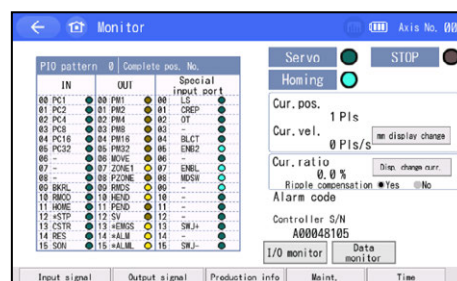 Monitor
Axis No. 00
PIO pattern 0 Complete pos. No.
IN OUT Special input port
00 PC1 00 PM1 00 LS
01 PC2 01 PM2 01 CREP
02 PC4 02 PM4 02 OT
03 PC8 03 PM8 03 -
04 PC16 04 PM16 04 BLCT
05 PC32 05 PM32 05 ENB2
06 - 06 MOVE 06 -
07 - 07 ZONE1 07 ENBL
08 - 08 PZONE 08 MDSW
09 BKRL 09 RMDS 09 -
10 RMOD 10 HEND 10 -
11 HOME 11 PEND 11 -
12 *STP 12 SV 12 -
13 CSTR 13 *EMGS 13 SWJ+
14 RES 14 *ALM 14 -
15 SON 15 *ALML 15 SWJ-
Servo STOP
Homing
Cur.pos.
1 Pls
Cur.vel.
0 Pls/s
mm display change
Cur.ratio
0.0 %
Disp. change curr.
Ripple compensation Yes No
Alarm code
Controller S/N
A00048105
I/O monitor
Data monitor
Input signal
Output signal
Production info
Maint.
Time